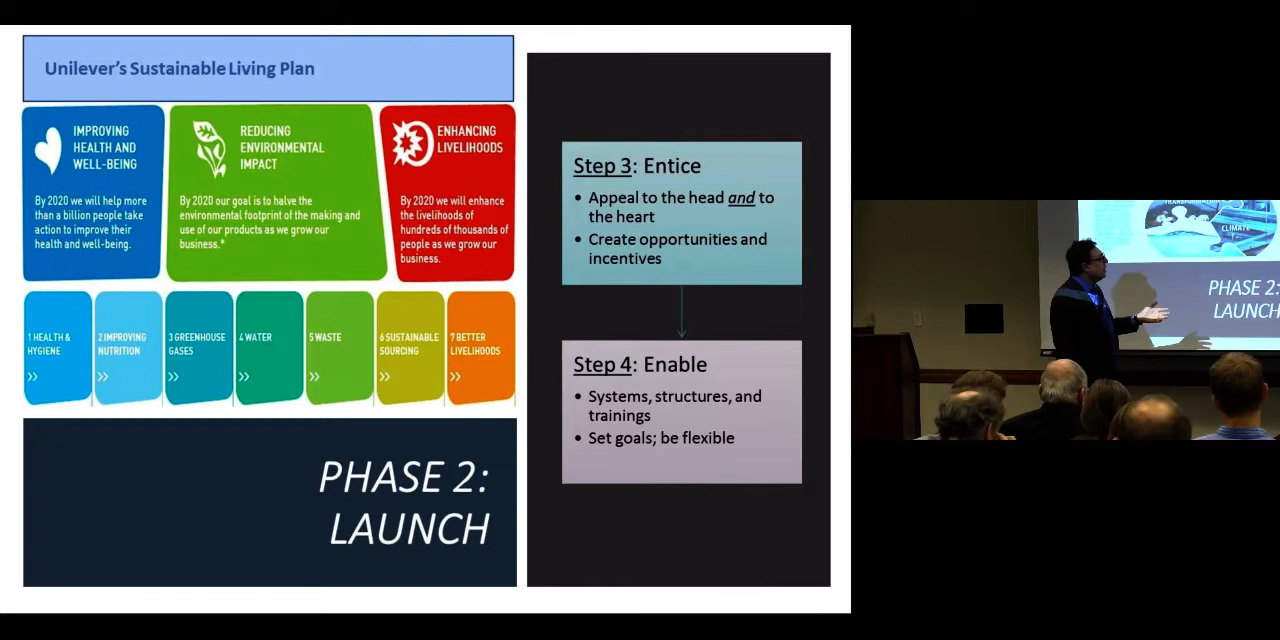 Unilever's Sustainable Living Plan
IMPROVING
HEALTH AND
WELL-BEING
By 2020 we will help more
than a billion people take
action to improve their
health and well-being.
REDUCING
ENVIRONMENTAL
IMPACT
By 2020 our goal is to halve the
environmental footprint of the making and
use of our products as we grow our
business.*
ENHANCING
LIVELIHOODS
By 2020 we will enhance
the livelihoods of
hundreds of thousands of
people as we grow our
business.
1 HEALTH &
HYGIENE
2 IMPROVING
NUTRITION
3 GREENHOUSE
GASES
4 WATER
5 WASTE
6 SUSTAINABLE
SOURCING
7 BETTER
LIVELIHOODS
PHASE 2:
LAUNCH
Step 3: Entice
• Appeal to the head and to
the heart
• Create opportunities and
incentives
Step 4: Enable
• Systems, structures, and
trainings
• Set goals; be flexible
TRANSFORMATION
CLIMATE
PHASE 2:
LAUNCH